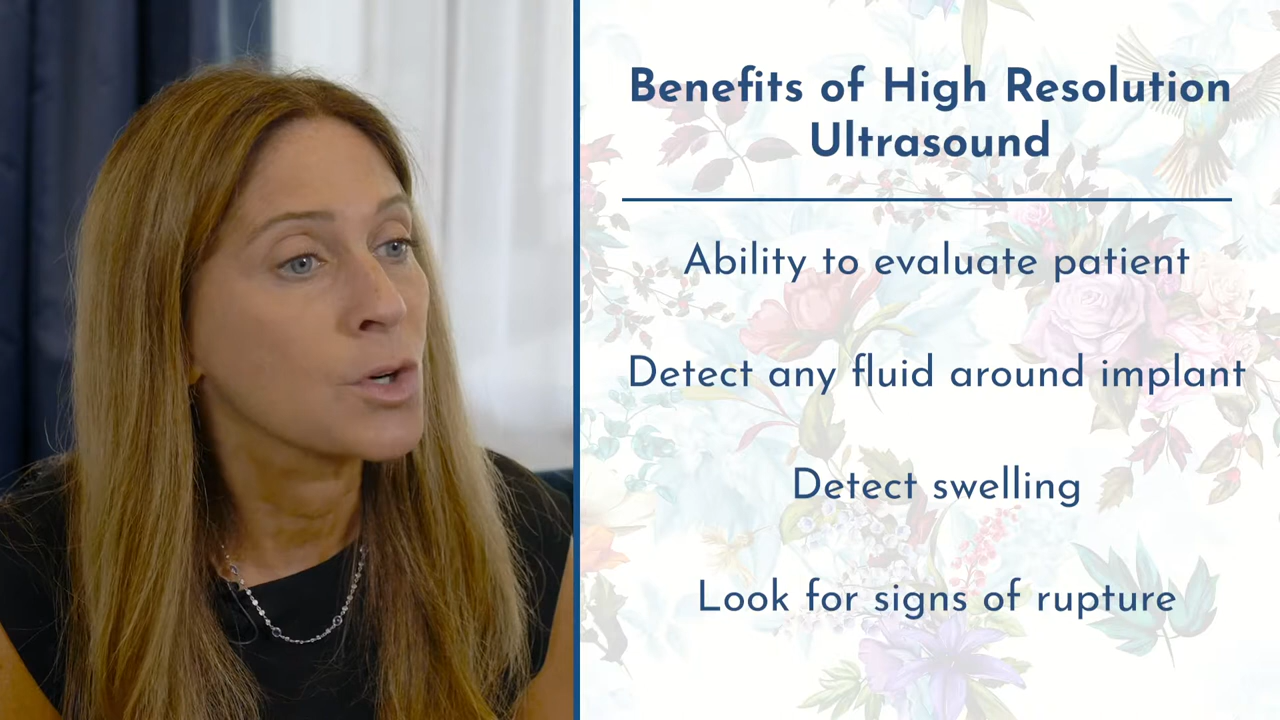 Benefits of High Resolution
Ultrasound
Ability to evaluate patient
Detect any fluid around implant
Detect swelling
Look for signs of rupture